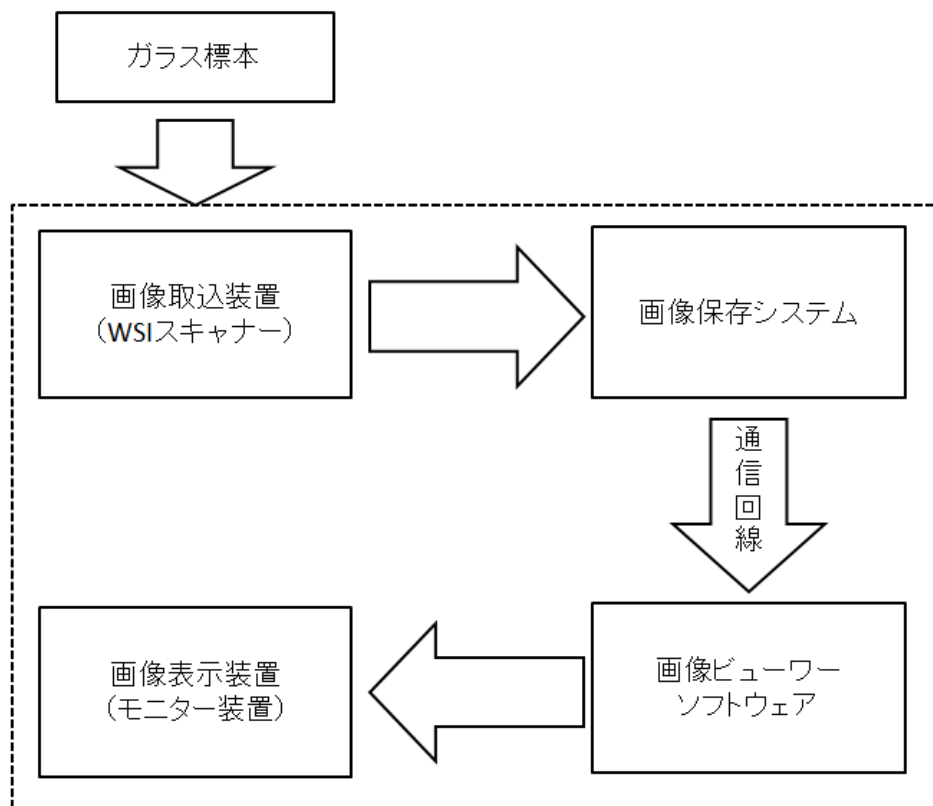 ガラス標本
画像取込装置
（WSIスキャナー）
画像保存システム
通信回線
画像ビューワー
ソフトウェア
画像表示装置
（モニター装置）